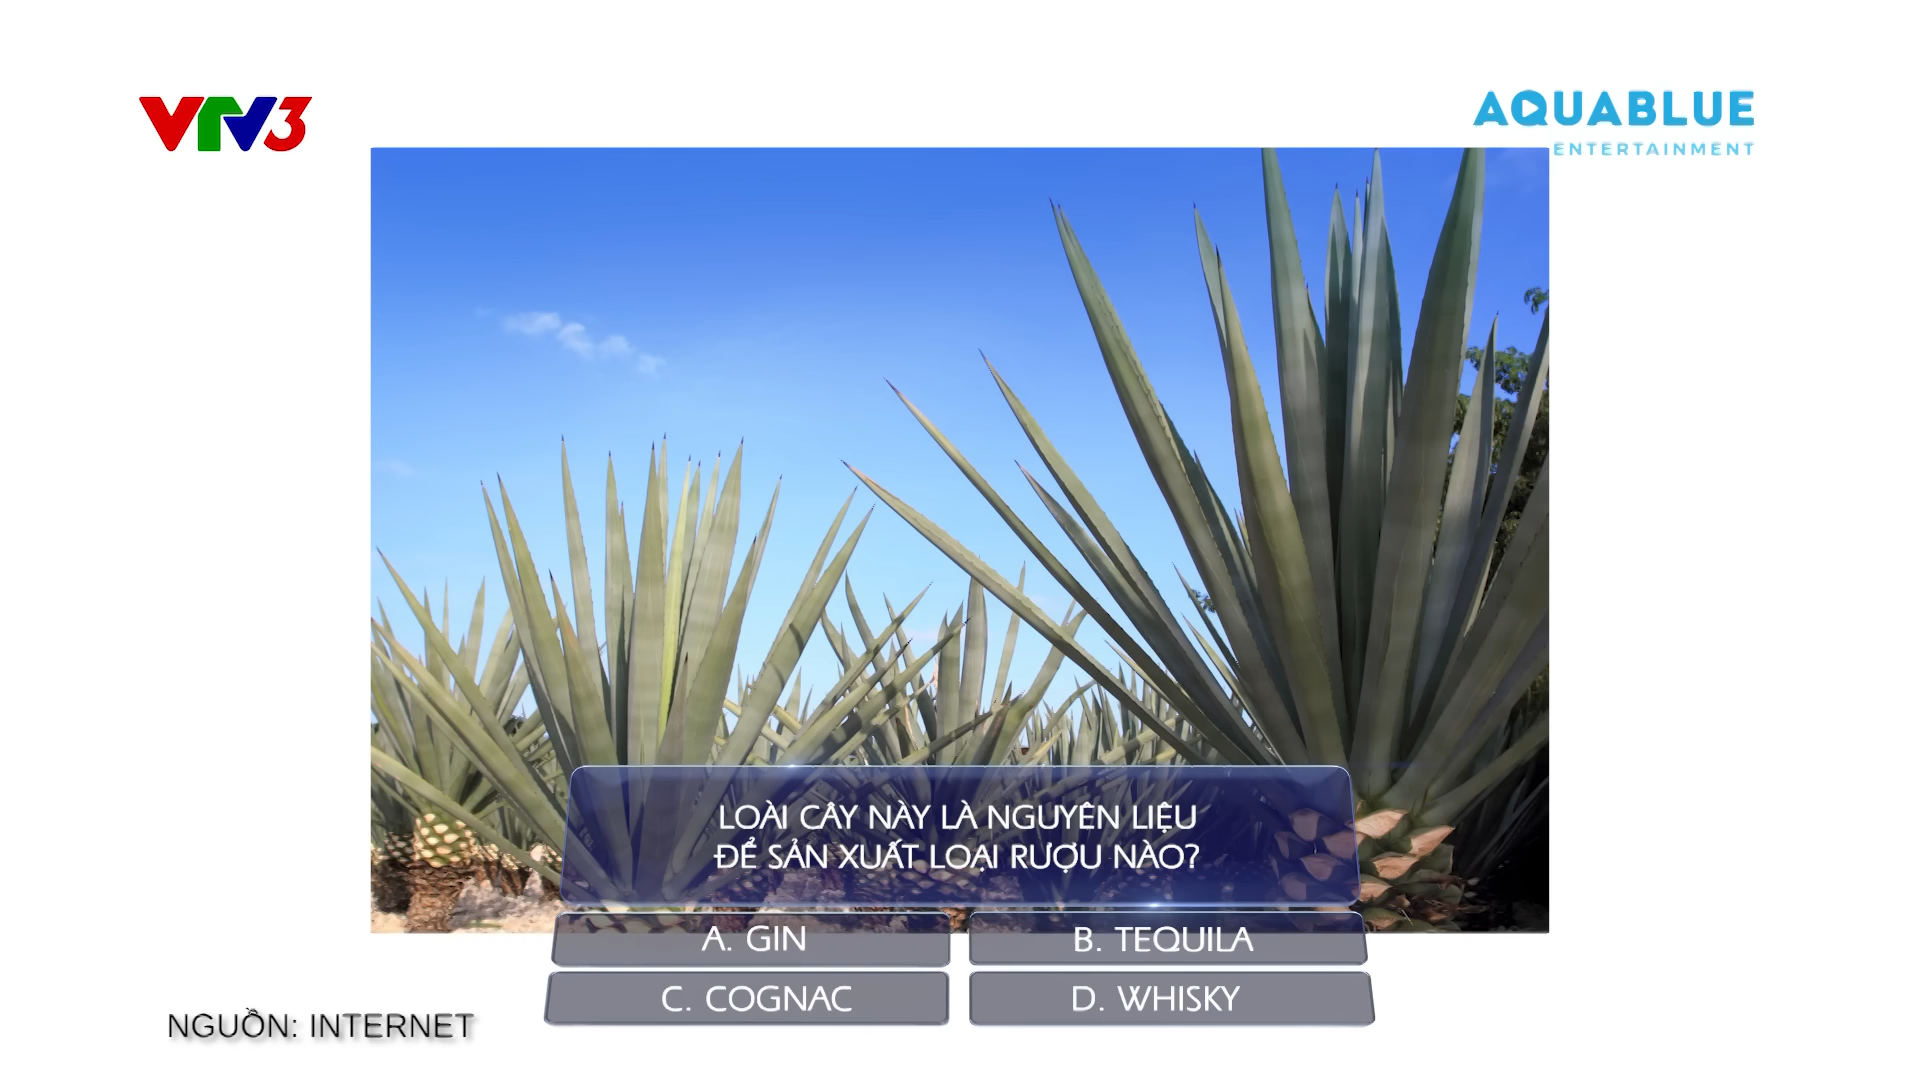 VTV3
AQUABLUE
ENTERTAINMENT
LOÀI CÂY NÀY LÀ NGUYÊN LIỆU
ĐỂ SẢN XUẤT LOẠI RƯỢU NÀO?
A. GIN
B. TEQUILA
C. COGNAC
D. WHISKY
NGUỒN: INTERNET